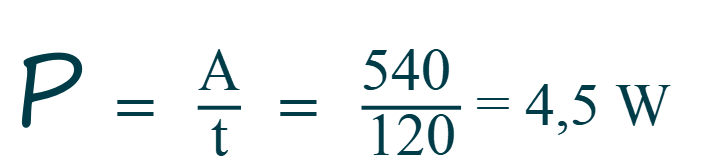 P = A/t = 540/120 = 4,5 W